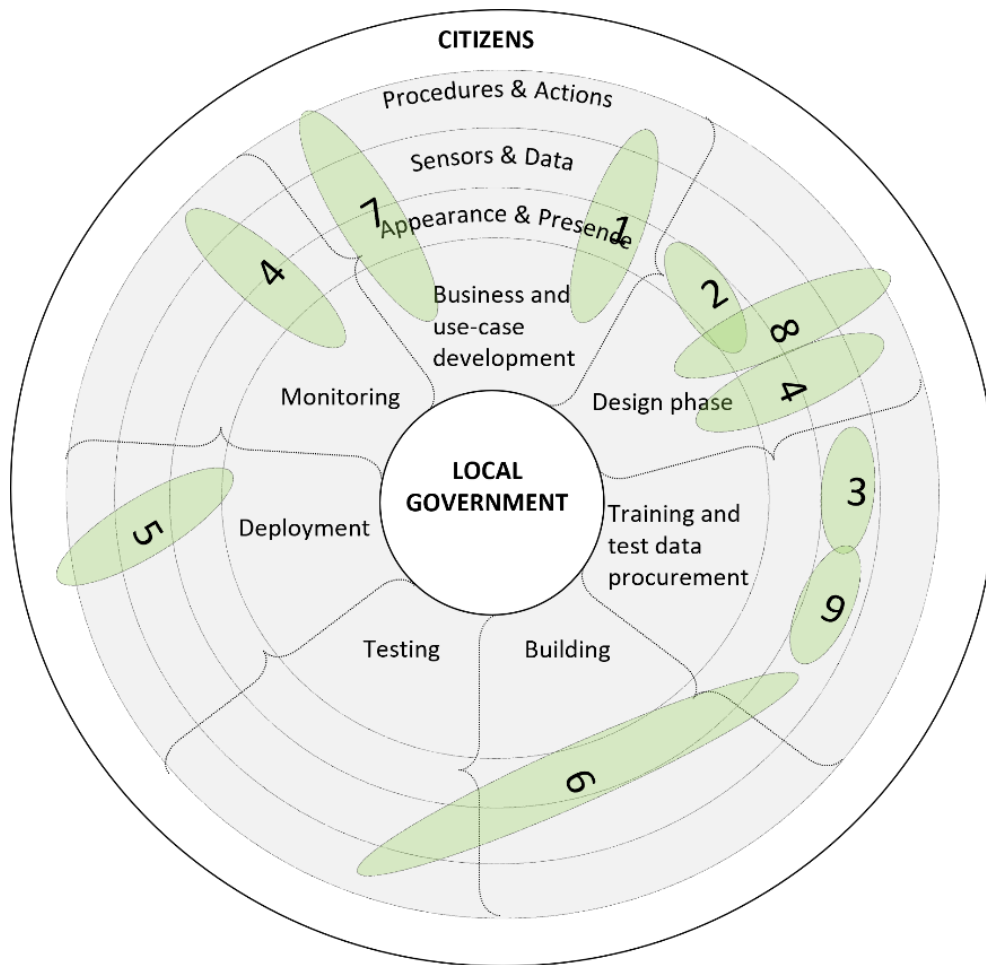 CITIZENS
Procedures & Actions
Sensors & Data
Appearance & Presence
7
1
4
2
8
4
Business and
use-case
development
Monitoring
Design phase
LOCAL
GOVERNMENT
3
Training and
test data
procurement
Deployment
5
9
Testing
Building
6